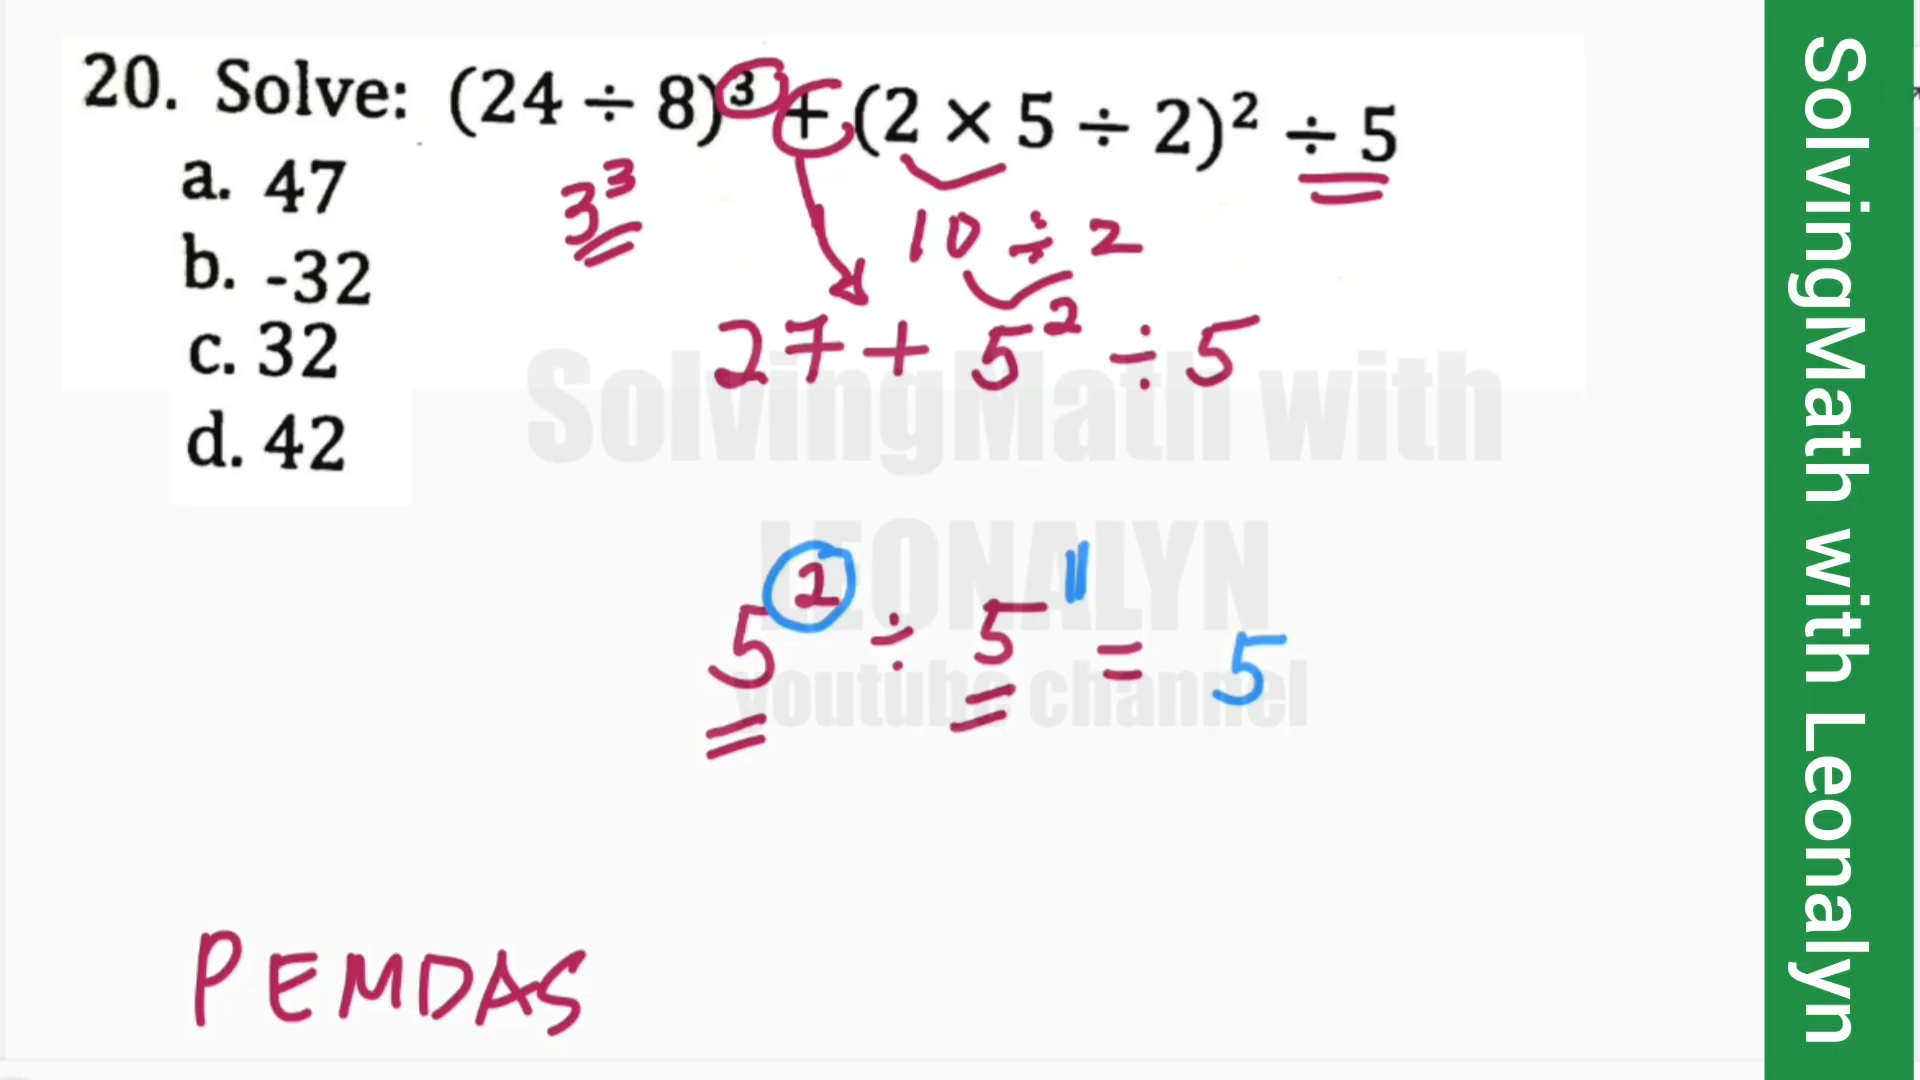 20. Solve: (24 ÷ 8)³ + (2 × 5 ÷ 2)² ÷ 5
a. 47
b. -32
c. 32
d. 42
3³
10 ÷ 2
27 + 5² ÷ 5
5² ÷ 5¹ = 5
PEMDAS
SolvingMath with
LEONALYN
youtube channel
SolvingMath with Leonalyn